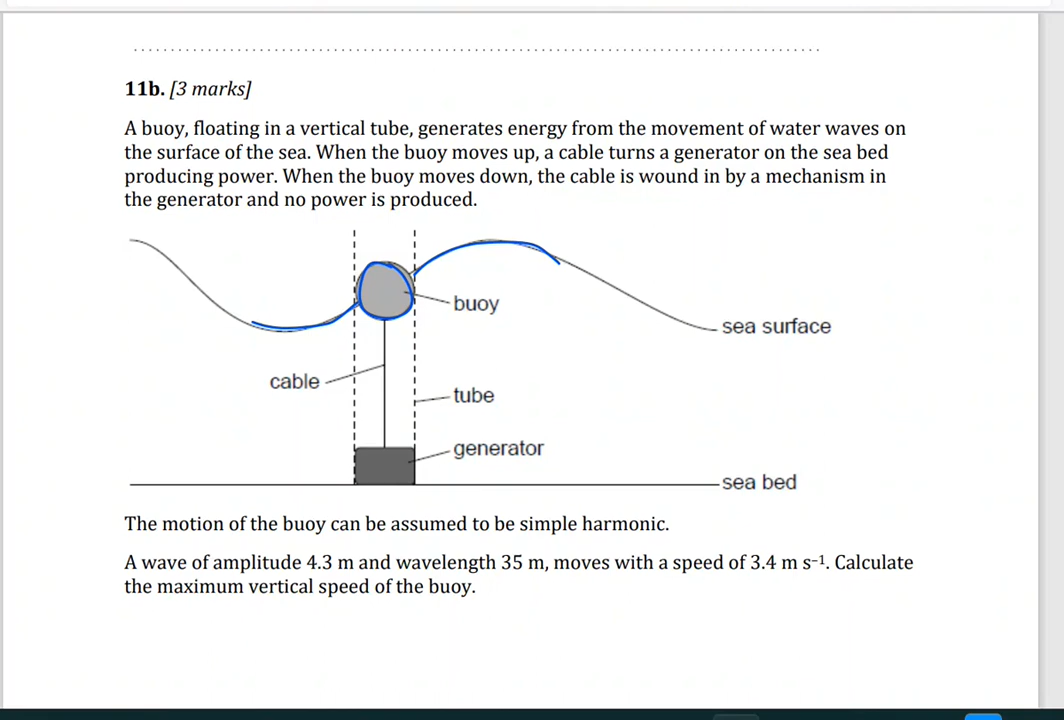 11b. [3 marks]
A buoy, floating in a vertical tube, generates energy from the movement of water waves on
the surface of the sea. When the buoy moves up, a cable turns a generator on the sea bed
producing power. When the buoy moves down, the cable is wound in by a mechanism in
the generator and no power is produced.
buoy
sea surface
cable
tube
generator
sea bed
The motion of the buoy can be assumed to be simple harmonic.
A wave of amplitude 4.3 m and wavelength 35 m, moves with a speed of 3.4 m s⁻¹. Calculate
the maximum vertical speed of the buoy.